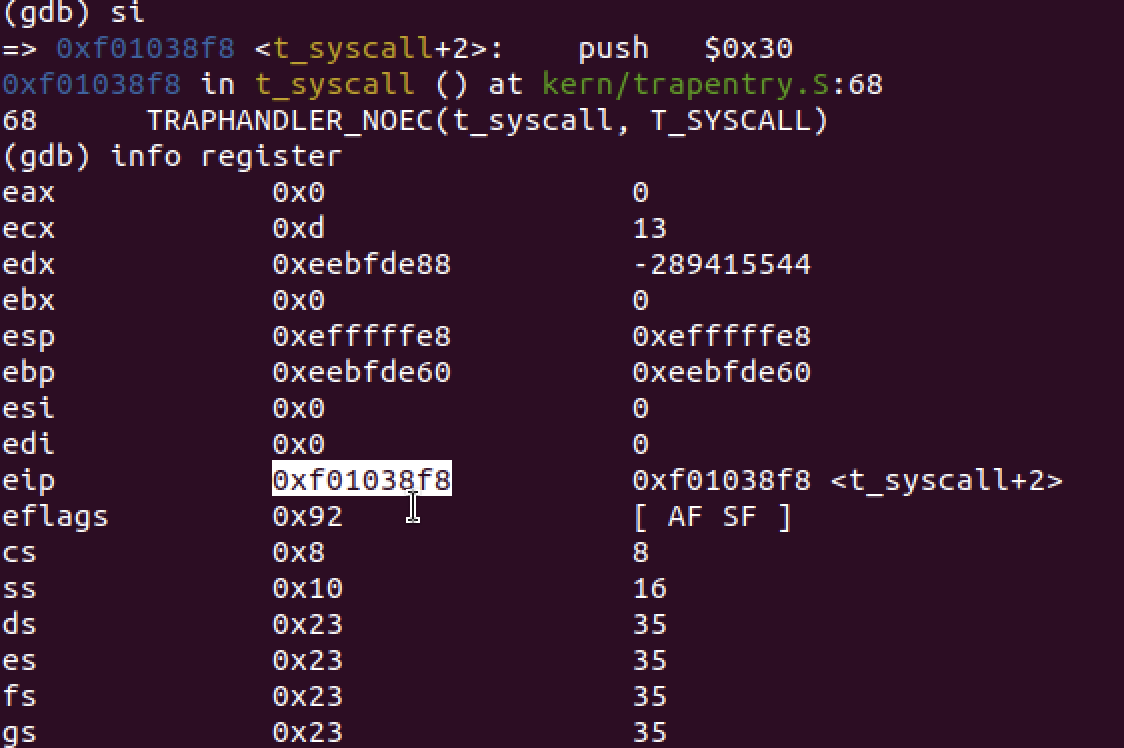 (gdb) si
=> 0xf01038f8 <t_syscall+2>:    push   $0x30
0xf01038f8 in t_syscall () at kern/trapentry.S:68
68      TRAPHANDLER_NOEC(t_syscall, T_SYSCALL)
(gdb) info register
eax            0x0                 0
ecx            0xd                 13
edx            0xeebfde88          -289415544
ebx            0x0                 0
esp            0xefffffe8          0xefffffe8
ebp            0xeebfde60          0xeebfde60
esi            0x0                 0
edi            0x0                 0
eip            0xf01038f8          0xf01038f8 <t_syscall+2>
eflags         0x92                [ AF SF ]
cs             0x8                 8
ss             0x10                16
ds             0x23                35
es             0x23                35
fs             0x23                35
gs             0x23                35